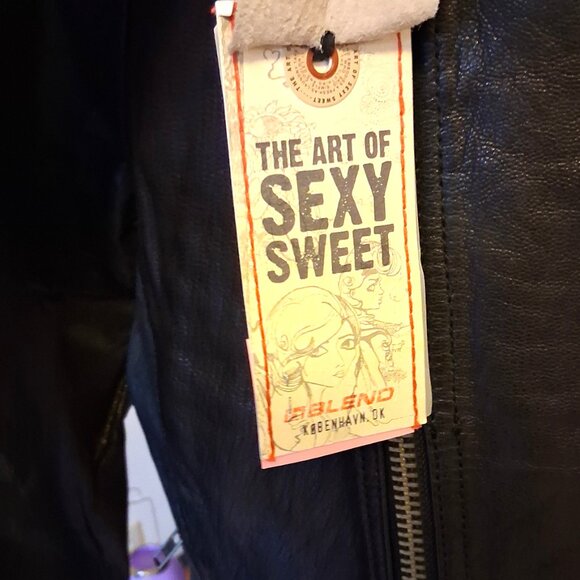 THE ART OF
SEXY
SWEET
BLEND
KØBENHAVN.DK